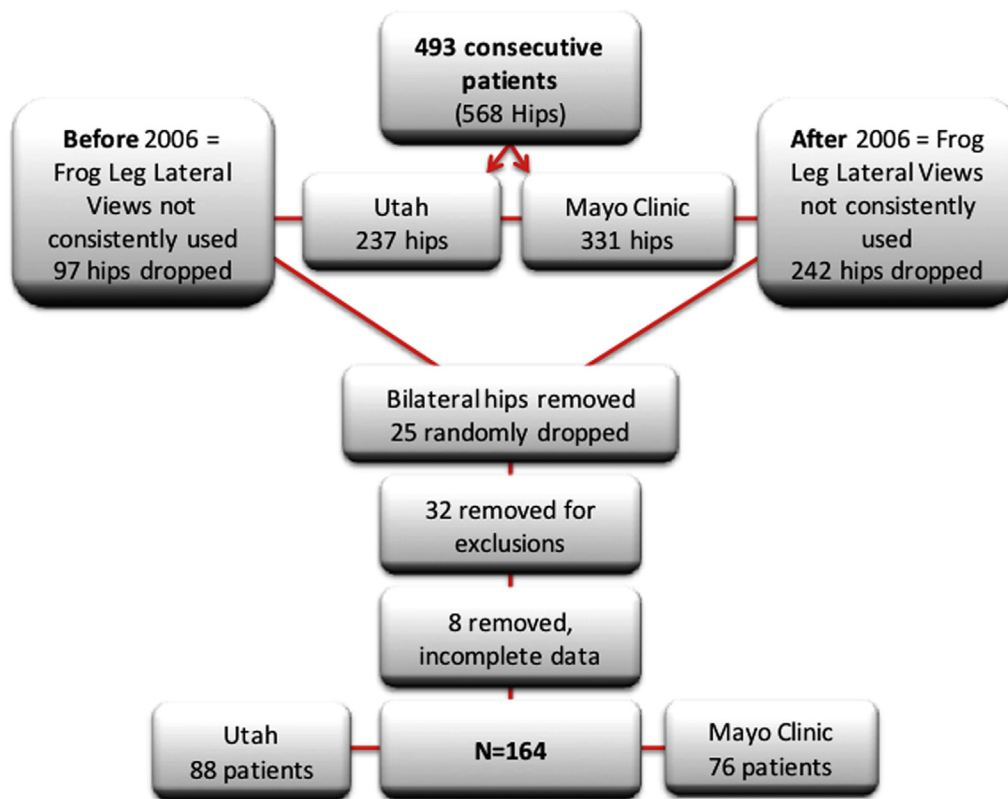 493 consecutive
patients
(568 Hips)
Before 2006 =
Frog Leg Lateral
Views not
consistently used
97 hips dropped
Utah
237 hips
Mayo Clinic
331 hips
After 2006 = Frog
Leg Lateral Views
not consistently
used
242 hips dropped
Bilateral hips removed
25 randomly dropped
32 removed for
exclusions
8 removed,
incomplete data
Utah
88 patients
N=164
Mayo Clinic
76 patients